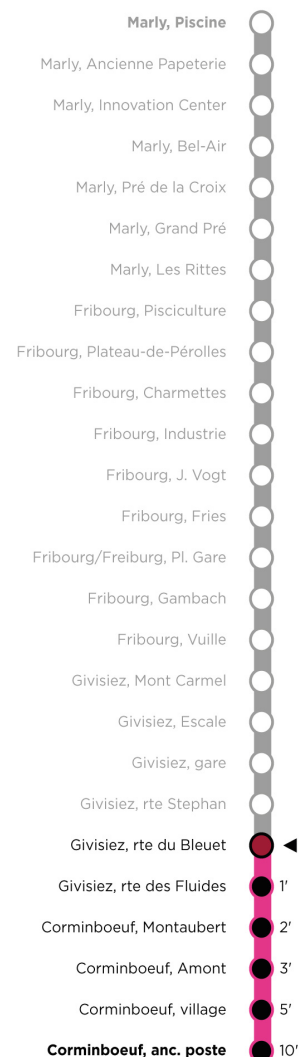 Marly, Piscine
Marly, Ancienne Papeterie
Marly, Innovation Center
Marly, Bel-Air
Marly, Pré de la Croix
Marly, Grand Pré
Marly, Les Rittes
Fribourg, Pisciculture
Fribourg, Plateau-de-Pérolles
Fribourg, Charmettes
Fribourg, Industrie
Fribourg, J. Vogt
Fribourg, Fries
Fribourg/Freiburg, Pl. Gare
Fribourg, Gambach
Fribourg, Vuille
Givisiez, Mont Carmel
Givisiez, Escale
Givisiez, gare
Givisiez, rte Stephan
Givisiez, rte du Bleuet
Givisiez, rte des Fluides 1'
Corminboeuf, Montaubert 2'
Corminboeuf, Amont 3'
Corminboeuf, village 5'
Corminboeuf, anc. poste 10'